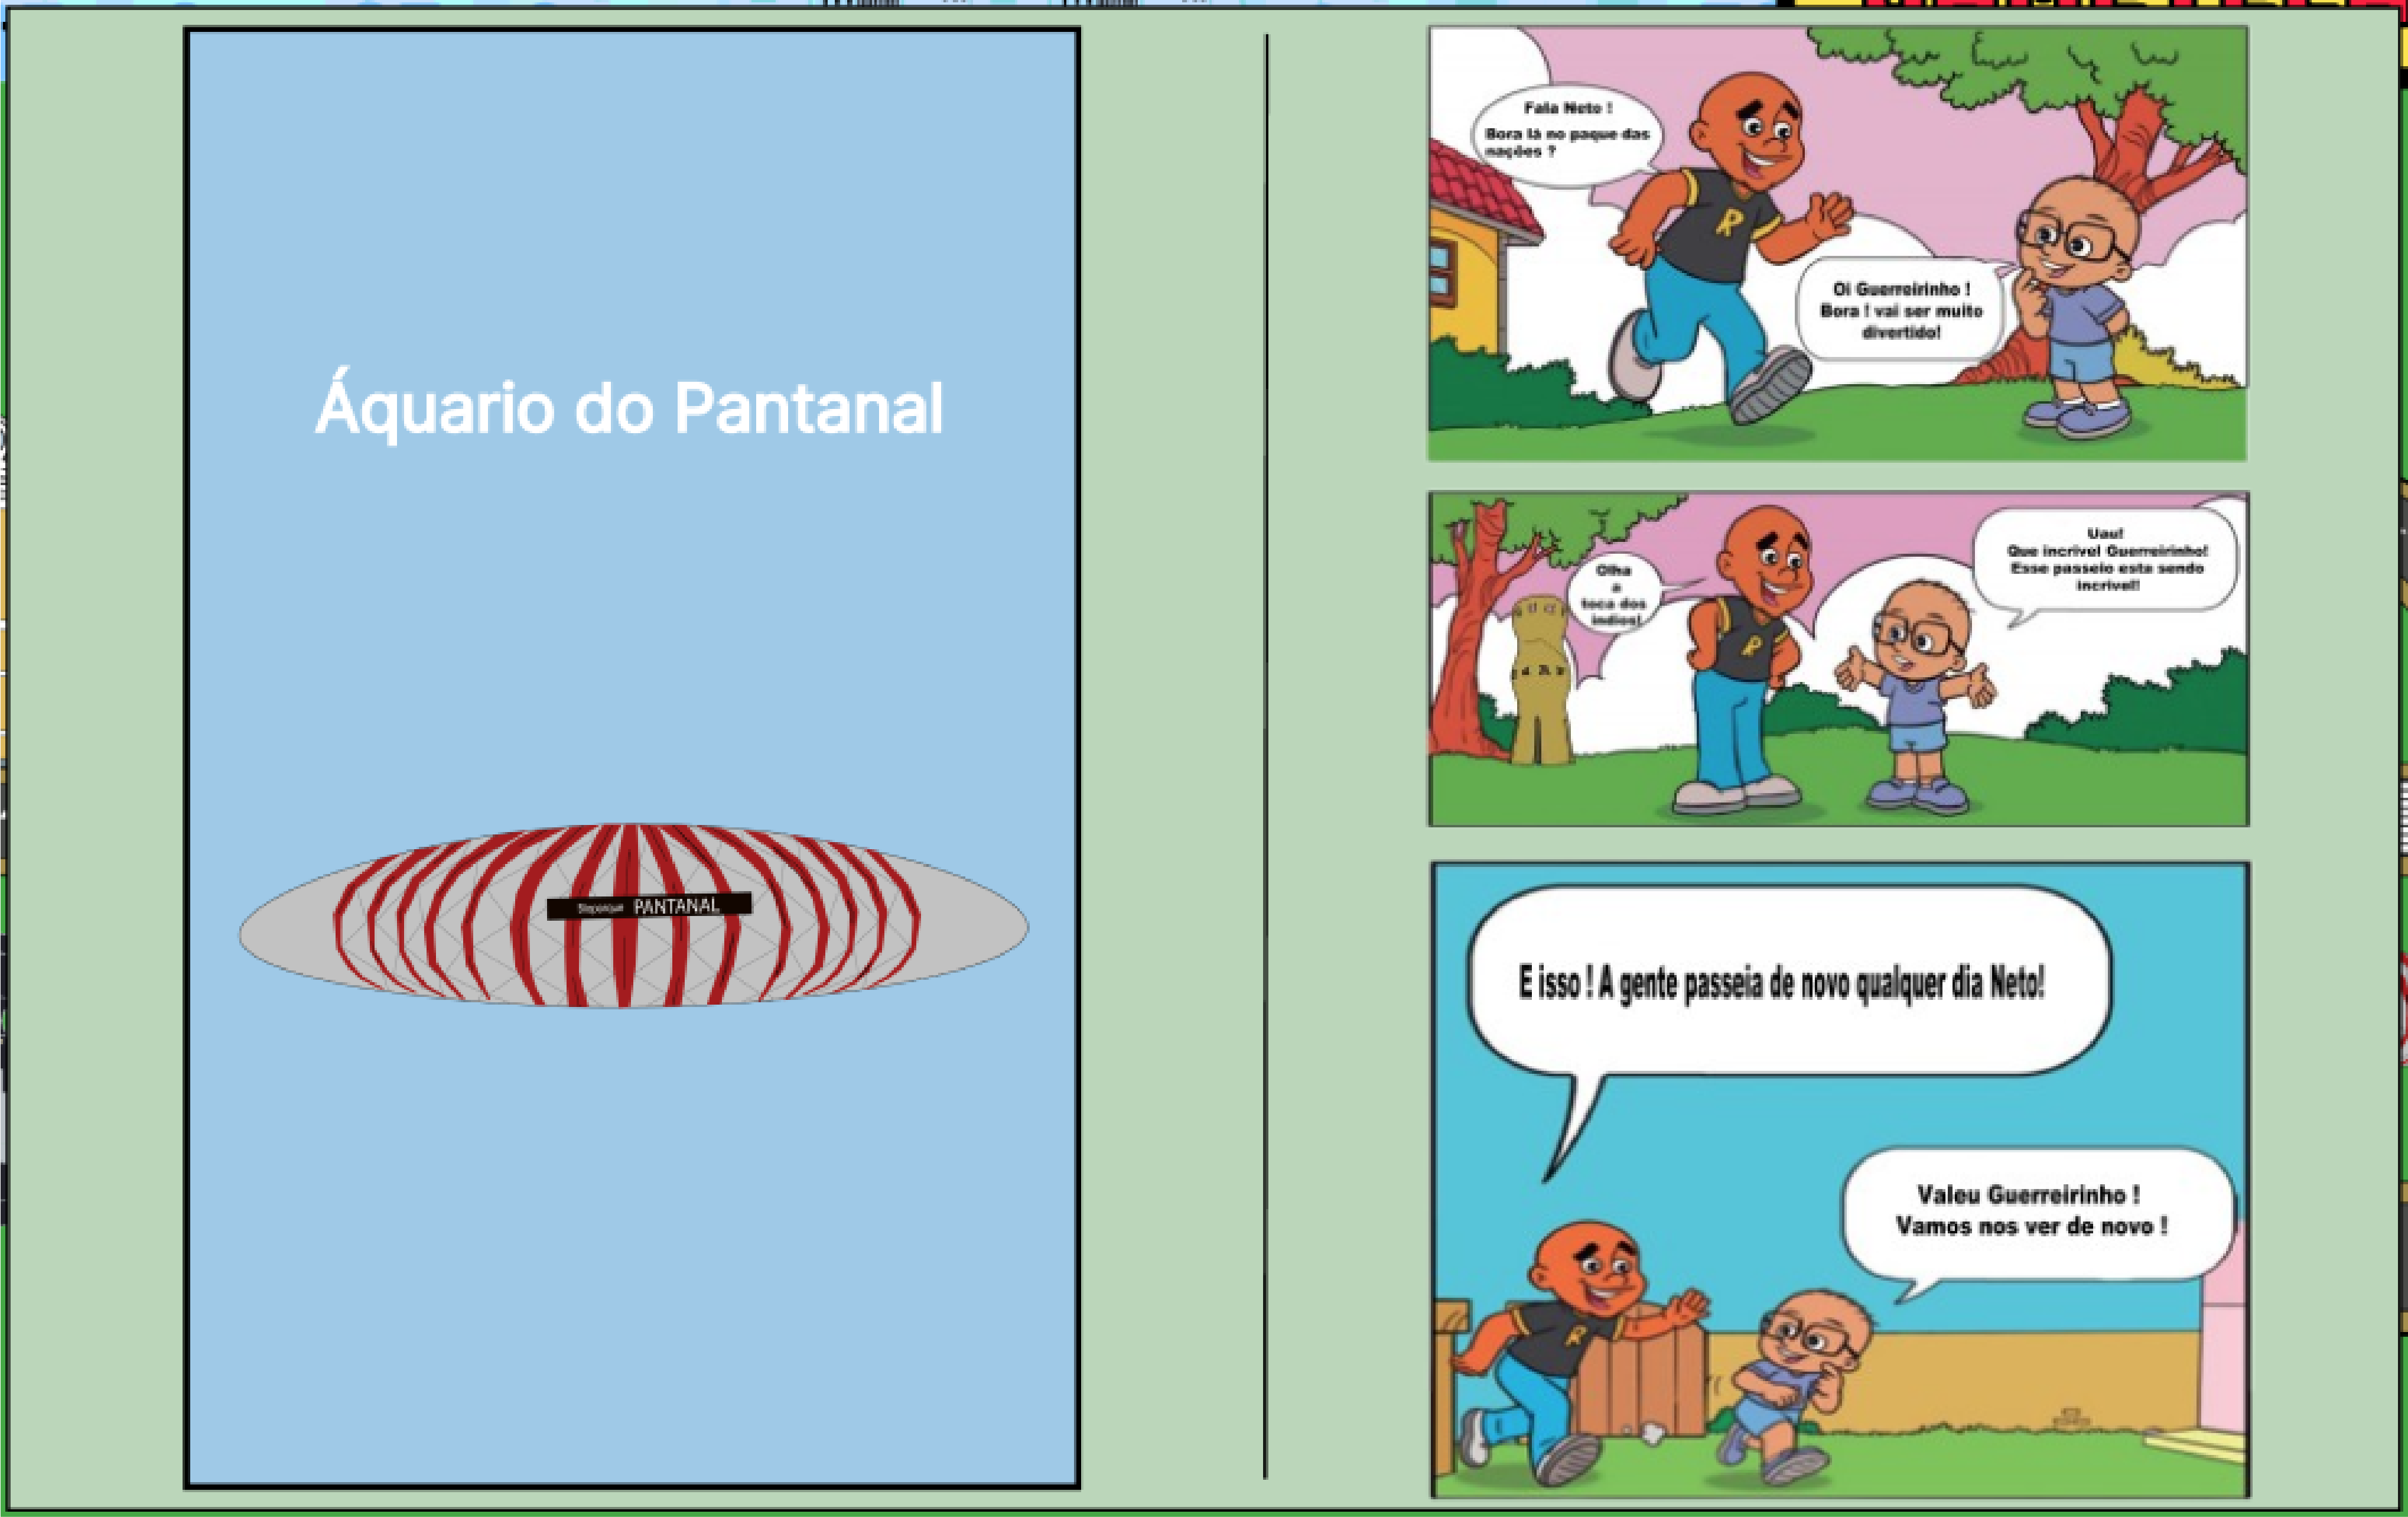 Áquario do Pantanal
PANTANAL
Fala Neto !
Bora lá no paque das
nações ?
Oi Guerreirinho !
Bora ! vai ser muito
divertido!
Olha
a
toca dos
indios!
Uau!
Que incrivel Guerreirinho!
Esse passeio esta sendo
incrivel!
E isso ! A gente passeia de novo qualquer dia Neto!
Valeu Guerreirinho !
Vamos nos ver de novo !